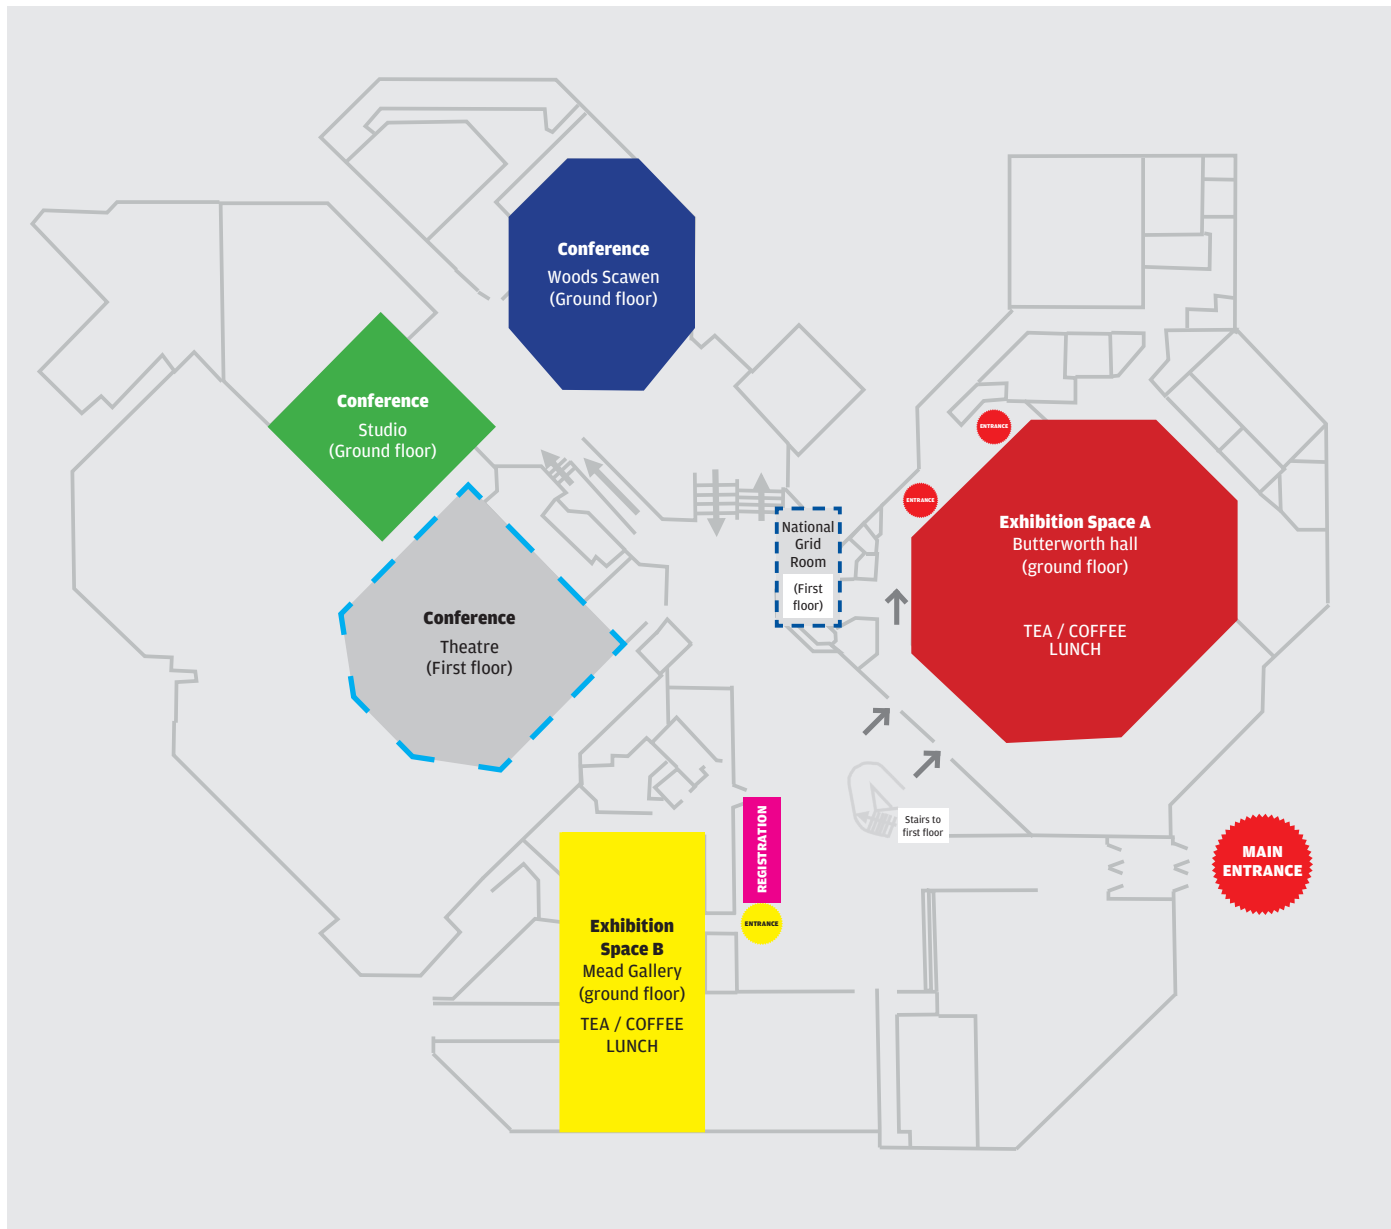 Conference
Woods Scawen
(Ground floor)
Conference
Studio
(Ground floor)
ENTRANCE
ENTRANCE
National
Grid
Room
(First
floor)
Exhibition Space A
Butterworth hall
(ground floor)
TEA / COFFEE
LUNCH
Conference
Theatre
(First floor)
REGISTRATION
Stairs to
first floor
MAIN
ENTRANCE
ENTRANCE
Exhibition
Space B
Mead Gallery
(ground floor)
TEA / COFFEE
LUNCH